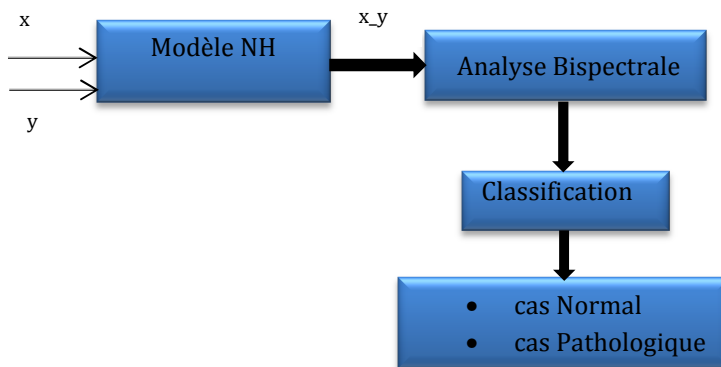 x
Modèle NH
x_y
Analyse Bispectrale
y
Classification
• cas Normal
• cas Pathologique